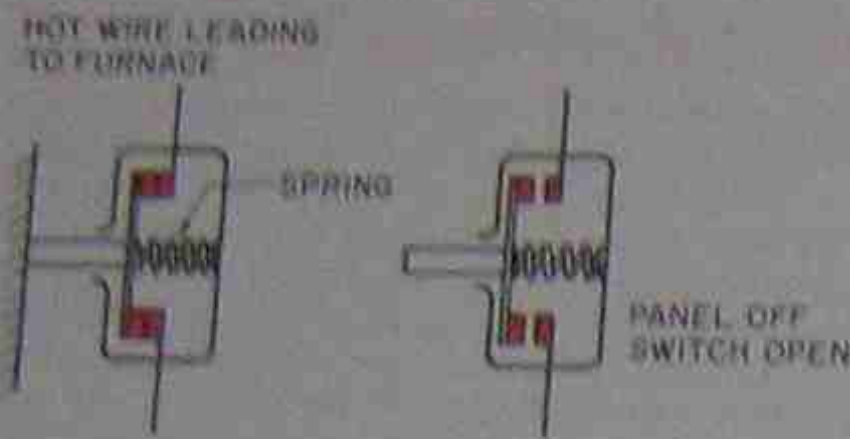 HOT WIRE LEADING
TO FURNACE
SPRING
PANEL OFF
SWITCH OPEN